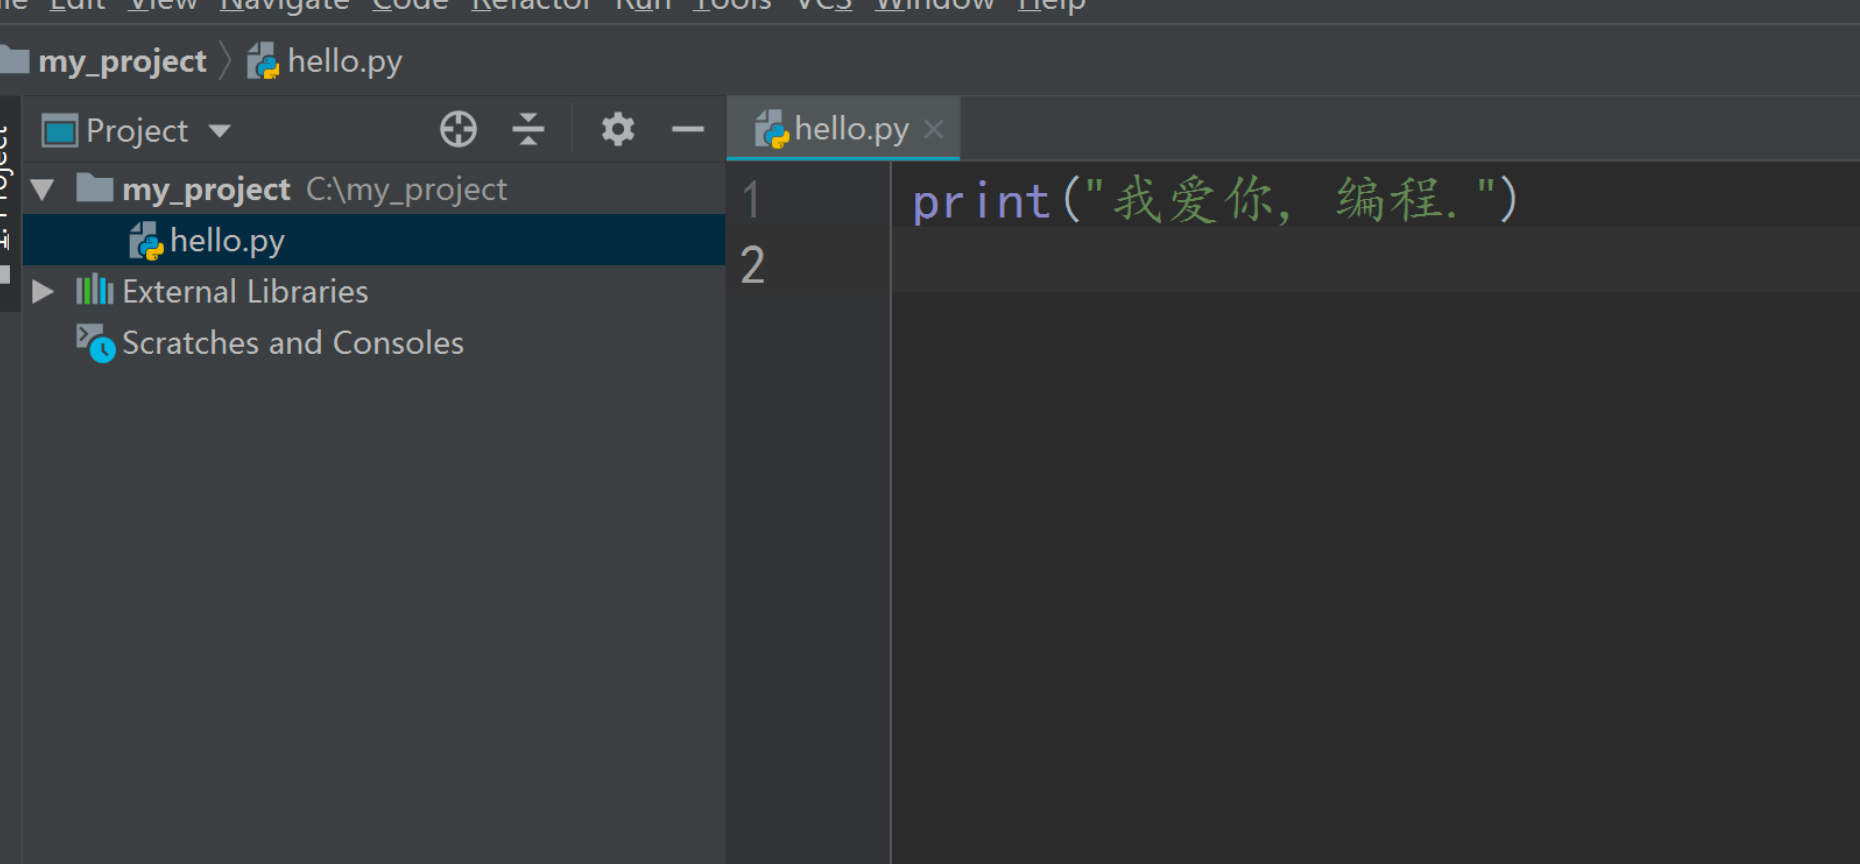 Edit View Navigate Code Refactor Run Tools VCS Window Help
my_project hello.py
Project
hello.py
1: Project
my_project C:\my_project
hello.py
External Libraries
Scratches and Consoles
1 print("我爱你, 编程.")
2